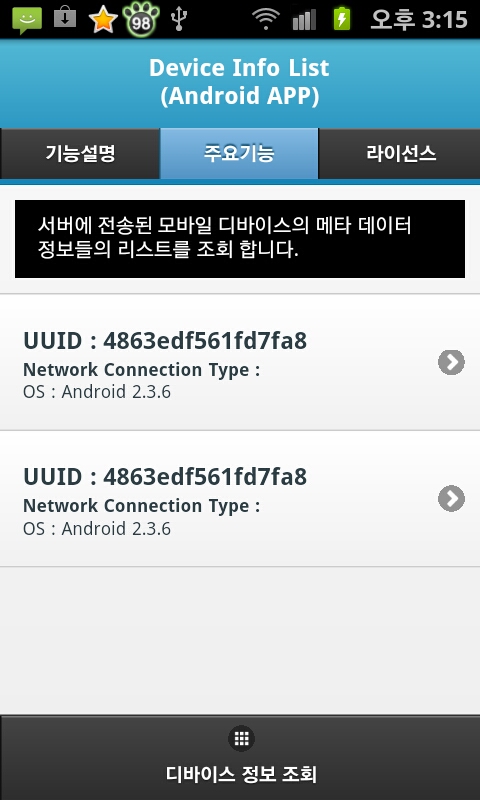 98
오후 3:15
Device Info List
(Android APP)
기능설명
주요기능
라이선스
서버에 전송된 모바일 디바이스의 메타 데이터
정보들의 리스트를 조회 합니다.
UUID : 4863edf561fd7fa8
Network Connection Type :
OS : Android 2.3.6
UUID : 4863edf561fd7fa8
Network Connection Type :
OS : Android 2.3.6
디바이스 정보 조회